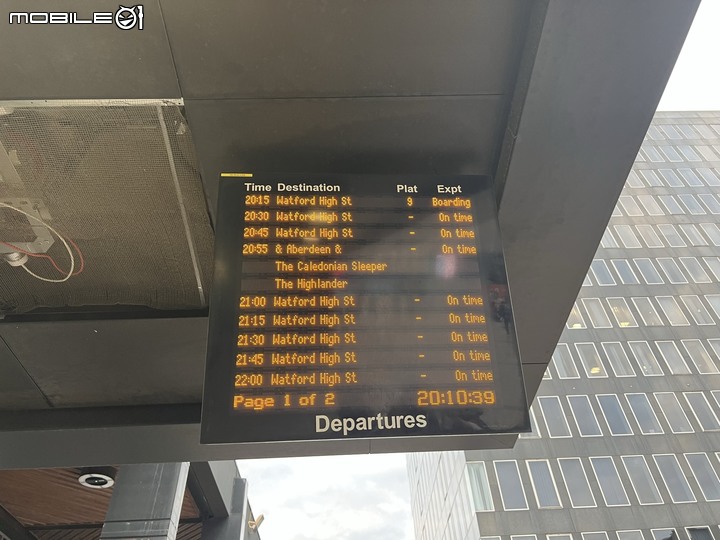 MOBILE01
Time Destination Plat Expt
20:15 Watford High St 9 Boarding
20:30 Watford High St - On time
20:45 Watford High St - On time
20:55 & Aberdeen & - On time
The Caledonian Sleeper
The Highlander
21:00 Watford High St - On time
21:15 Watford High St - On time
21:30 Watford High St - On time
21:45 Watford High St - On time
22:00 Watford High St - On time
Page 1 of 2 20:10:39
Departures